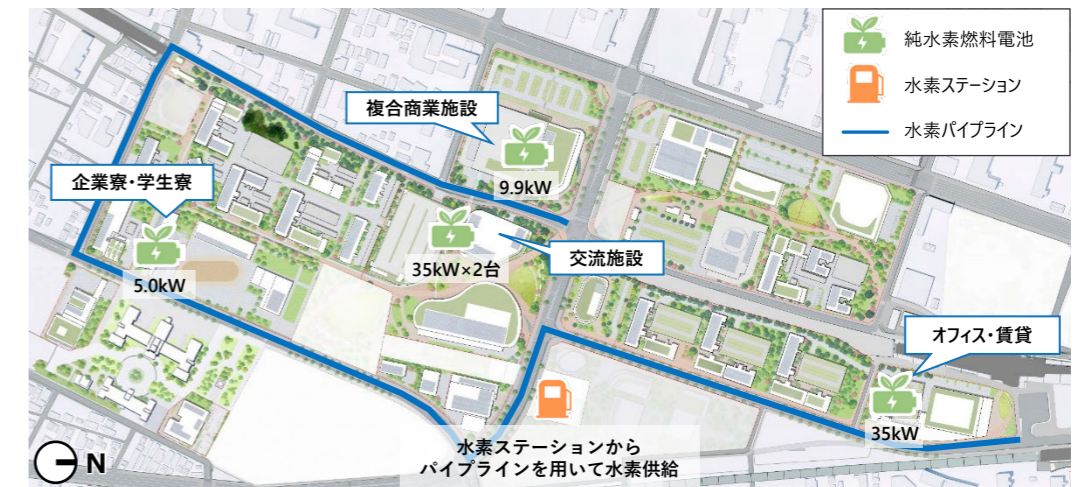 純水素燃料電池
水素ステーション
水素パイプライン
複合商業施設
9.9kW
企業寮・学生寮
5.0kW
35kW×2台
交流施設
オフィス・賃貸
35kW
水素ステーションから
パイプラインを用いて水素供給
N